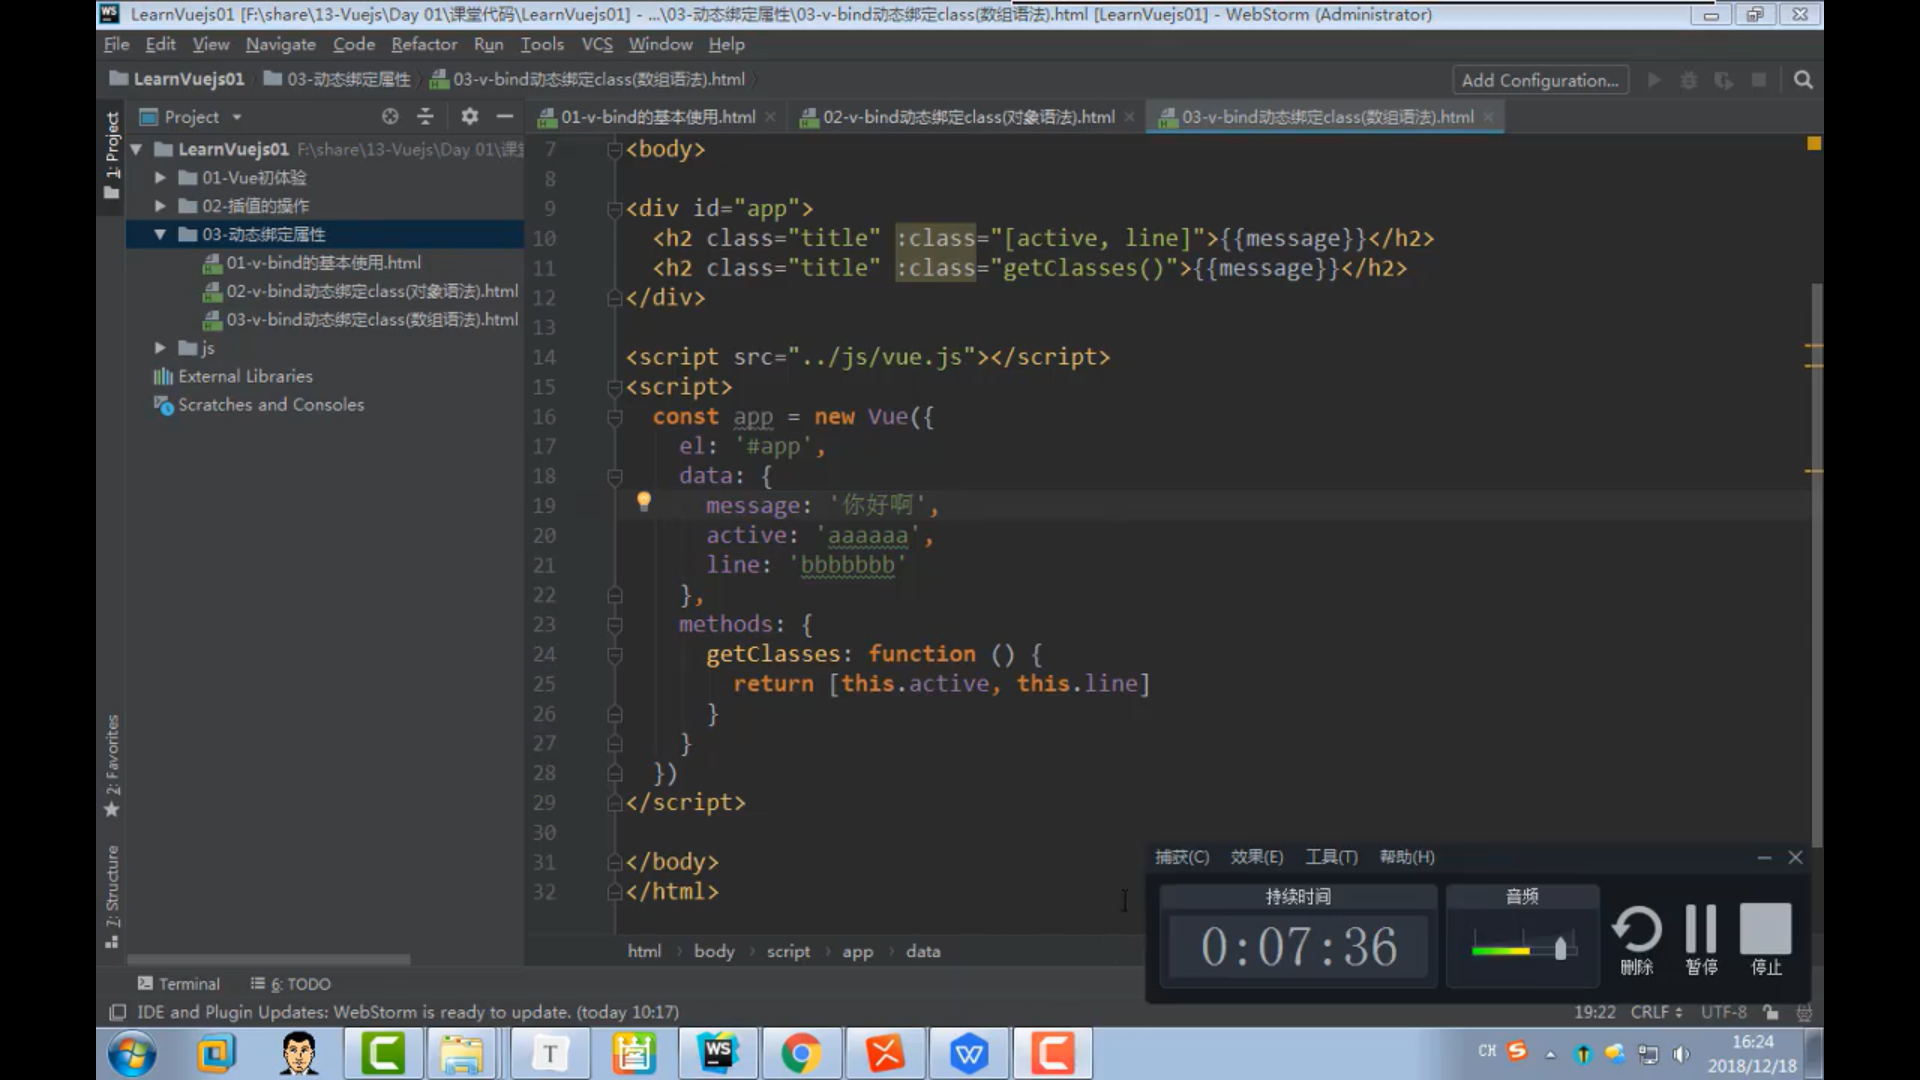 LearnVuejs01 [F:\share\13-Vuejs\Day 01\课堂代码\LearnVuejs01] - ...\03-动态绑定属性\03-v-bind动态绑定class(数组语法).html [LearnVuejs01] - WebStorm (Administrator)
File Edit View Navigate Code Refactor Run Tools VCS Window Help
LearnVuejs01 03-动态绑定属性 03-v-bind动态绑定class(数组语法).html Add Configuration...
1: Project
Project
01-v-bind的基本使用.html 02-v-bind动态绑定class(对象语法).html 03-v-bind动态绑定class(数组语法).html
LearnVuejs01 F:\share\13-Vuejs\Day 01\课
01-Vue初体验
02-插值的操作
03-动态绑定属性
01-v-bind的基本使用.html
02-v-bind动态绑定class(对象语法).html
03-v-bind动态绑定class(数组语法).html
js
External Libraries
Scratches and Consoles
2: Favorites
7: Structure
7 <body>
8
9 <div id="app">
10 <h2 class="title" :class="[active, line]">{{message}}</h2>
11 <h2 class="title" :class="getClasses()">{{message}}</h2>
12 </div>
13
14 <script src="../js/vue.js"></script>
15 <script>
16 const app = new Vue({
17 el: '#app',
18 data: {
19 message: '你好啊',
20 active: 'aaaaaa',
21 line: 'bbbbbbb'
22 },
23 methods: {
24 getClasses: function () {
25 return [this.active, this.line]
26 }
27 }
28 })
29 </script>
30
31 </body>
32 </html>
html body script app data
捕获(C) 效果(E) 工具(T) 帮助(H)
持续时间 音频
0:07:36
删除 暂停 停止
Terminal 6: TODO
IDE and Plugin Updates: WebStorm is ready to update. (today 10:17) 19:22 CRLF UTF-8
T WS W CH S
16:24
2018/12/18